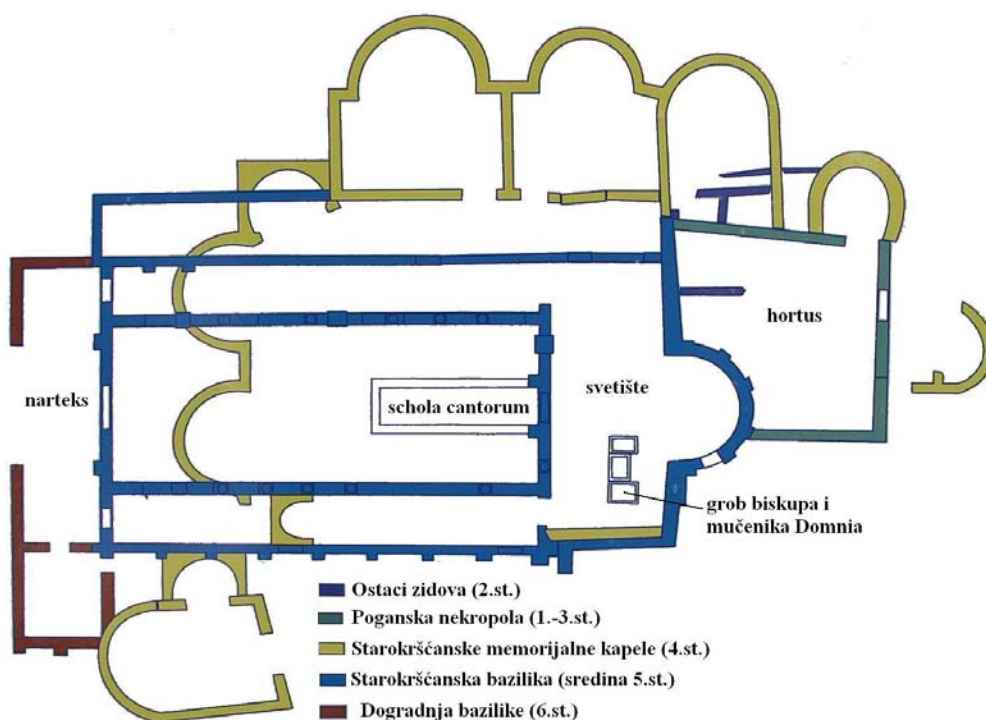 hortus
narteks
schola cantorum
svetište
grob biskupa i
mučenika Domnia
Ostaci zidova (2.st.)
Poganska nekropola (1.-3.st.)
Starokršćanske memorijalne kapele (4.st.)
Starokršćanska bazilika (sredina 5.st.)
Dogradnja bazilike (6.st.)